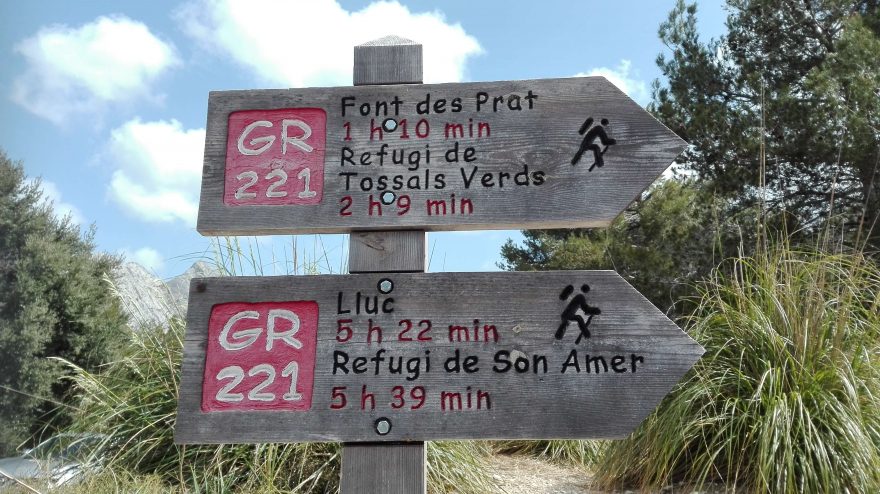 GR
221
Font des Prat
1 h 10 min
Refugi de
Tossals Verds
2 h 9 min
GR
221
Lluc
5 h 22 min
Refugi de Son Amer
5 h 39 min